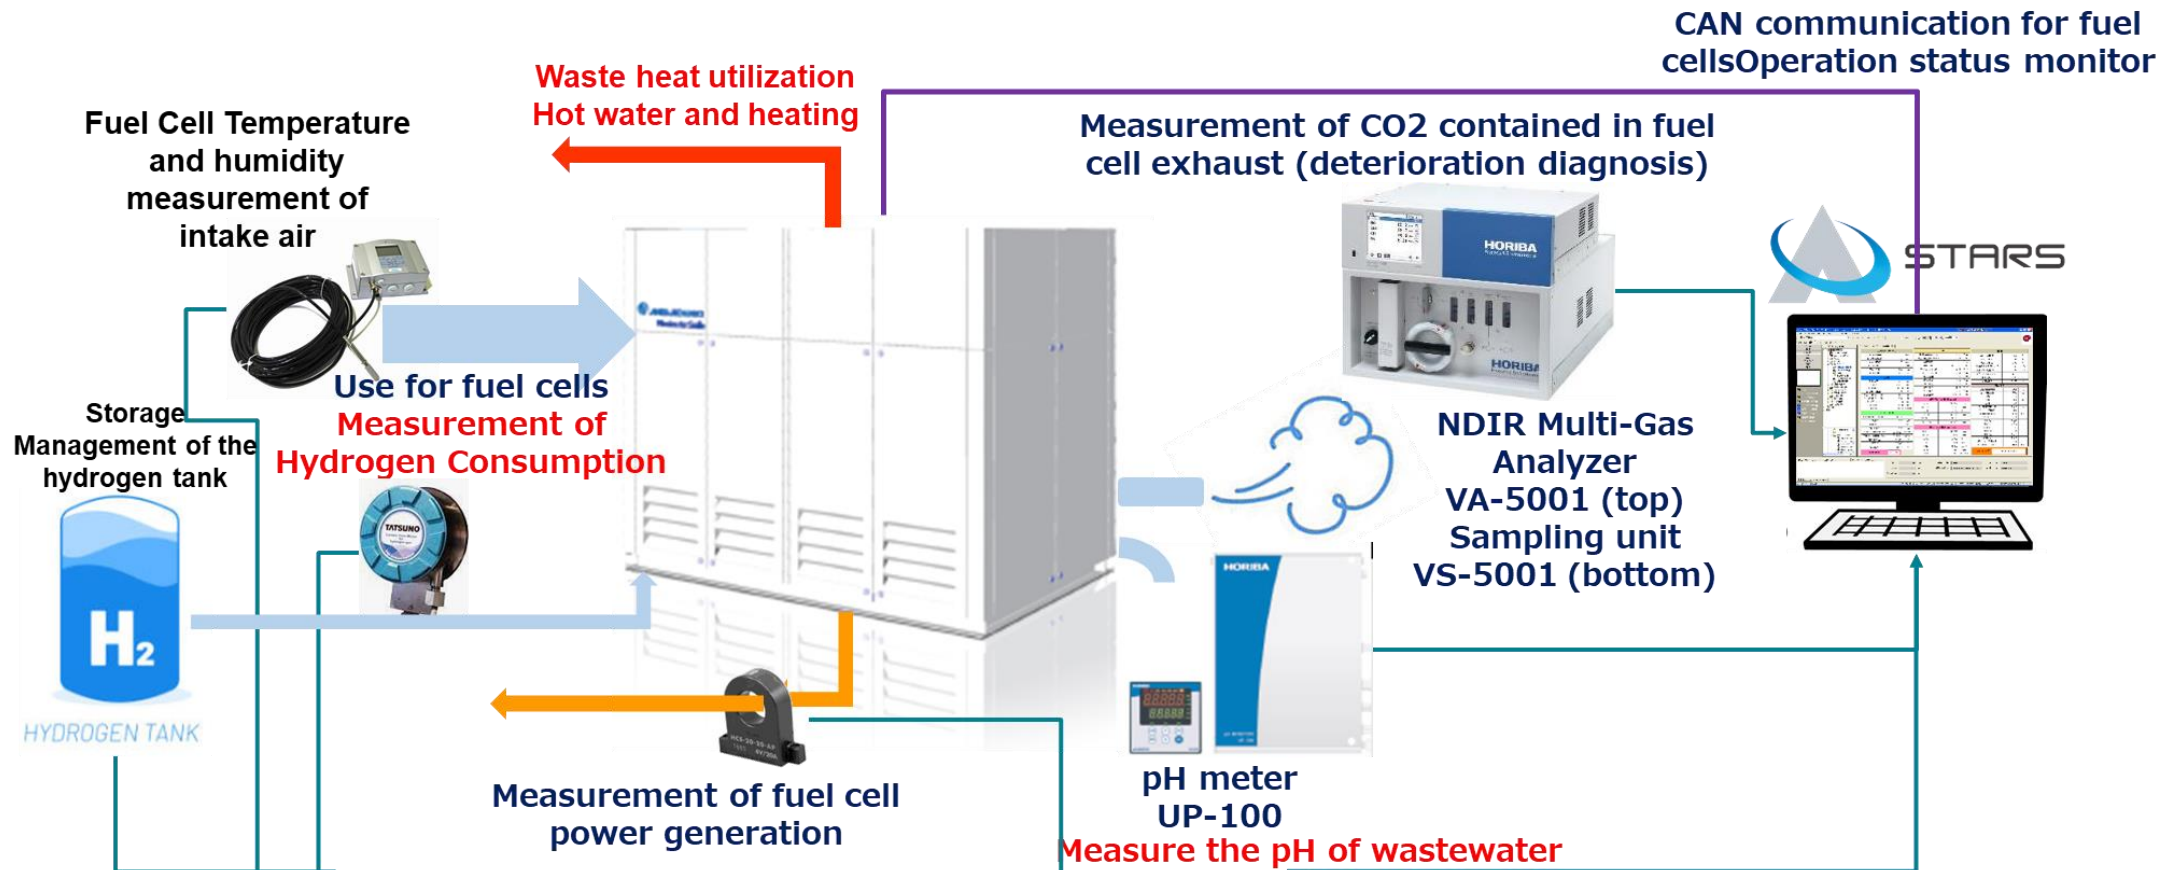 CAN communication for fuel
cellsOperation status monitor
Waste heat utilization
Hot water and heating
Fuel Cell Temperature
and humidity
measurement of
intake air
Measurement of CO2 contained in fuel
cell exhaust (deterioration diagnosis)
HORIBA
HORIBA
STARS
Use for fuel cells
Measurement of
Hydrogen Consumption
Storage
Management of the
hydrogen tank
TATSUNO
NDIR Multi-Gas
Analyzer
VA-5001 (top)
Sampling unit
VS-5001 (bottom)
H2
HYDROGEN TANK
HORIBA
Measurement of fuel cell
power generation
pH meter
UP-100
Measure the pH of wastewater